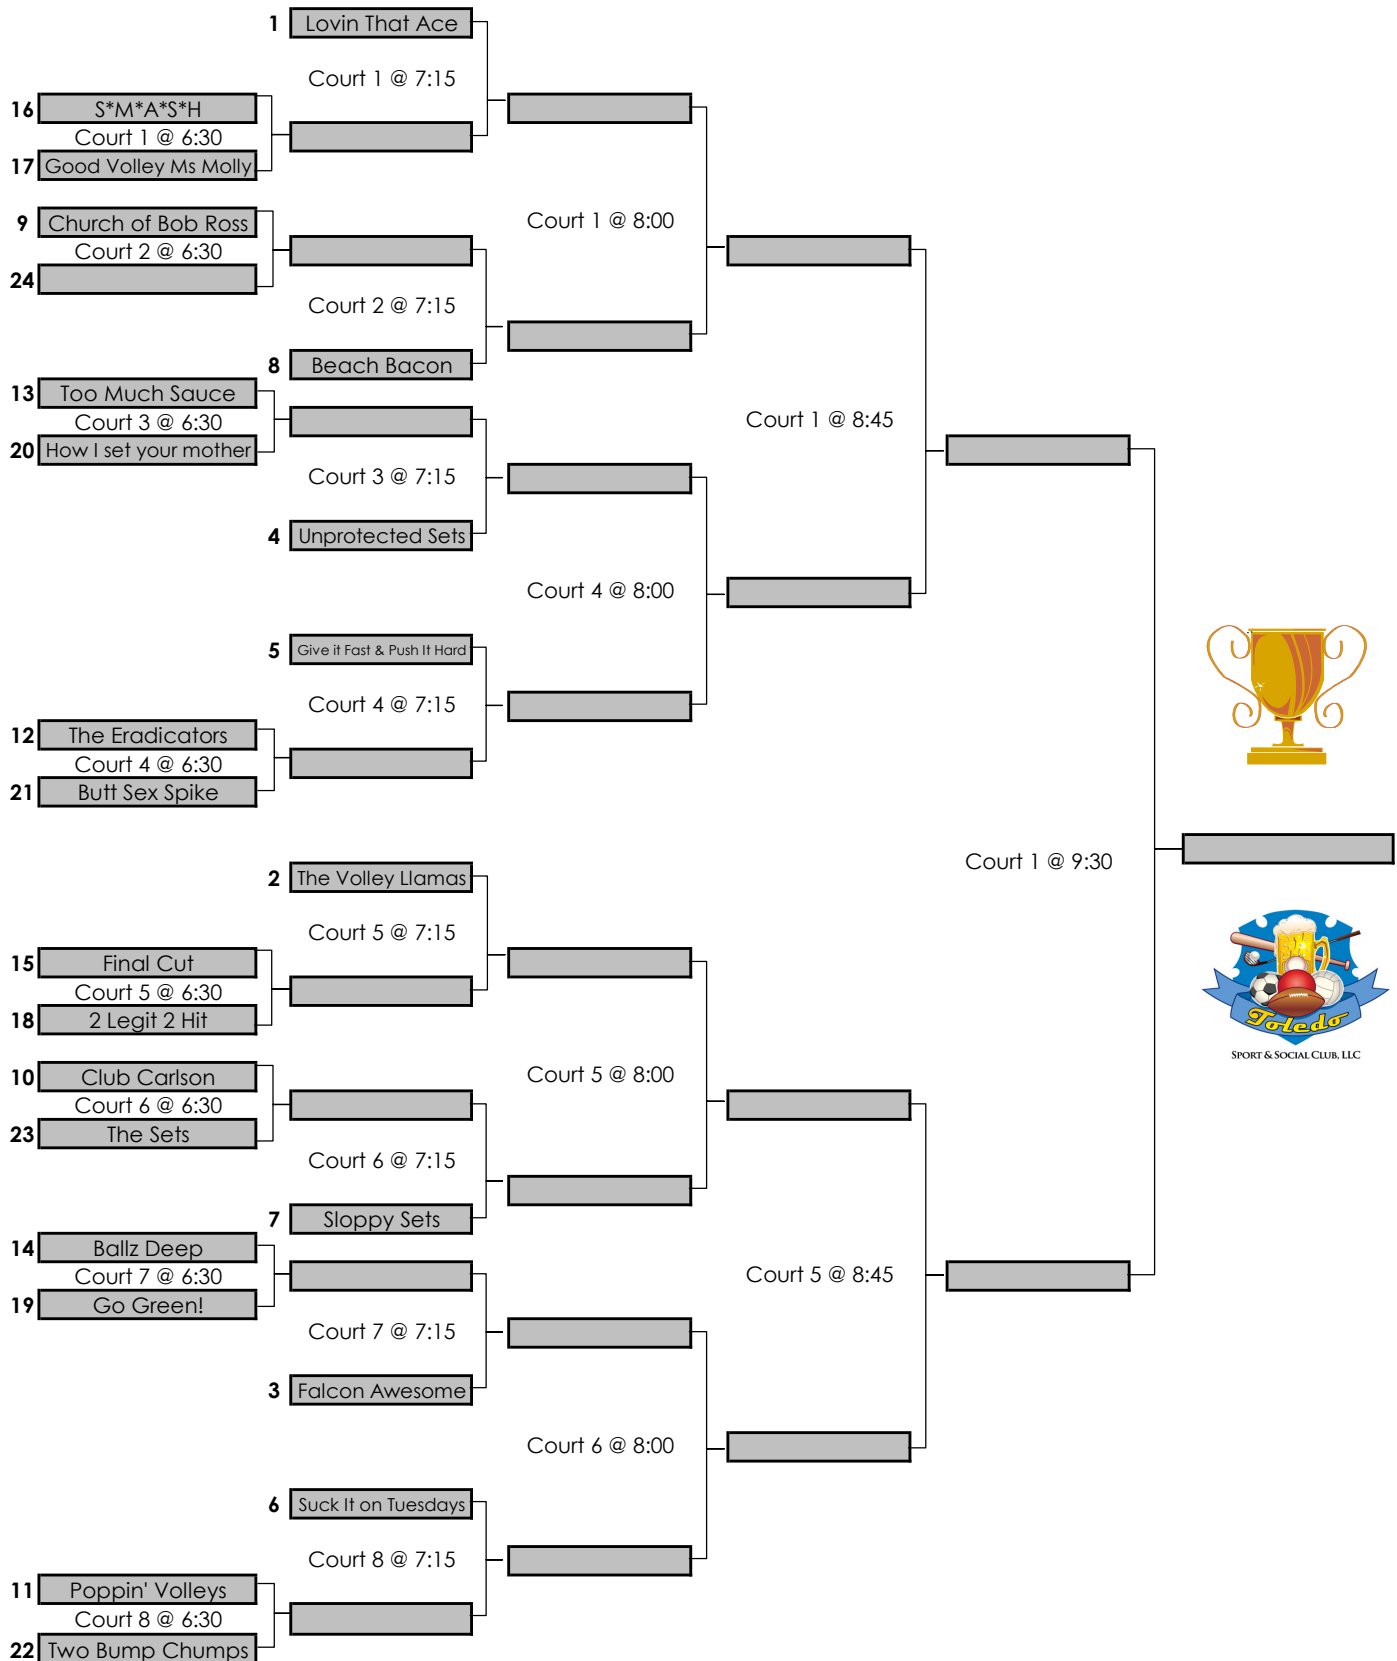 1 Lovin That Ace
Court 1 @ 7:15
16 S*M*A*S*H
Court 1 @ 6:30
17 Good Volley Ms Molly
9 Church of Bob Ross
Court 1 @ 8:00
Court 2 @ 6:30
24
Court 2 @ 7:15
8 Beach Bacon
13 Too Much Sauce
Court 3 @ 6:30
Court 1 @ 8:45
20 How I set your mother
Court 3 @ 7:15
4 Unprotected Sets
Court 4 @ 8:00
5 Give it Fast & Push It Hard
Court 4 @ 7:15
12 The Eradicators
Court 4 @ 6:30
21 Butt Sex Spike
Court 1 @ 9:30
2 The Volley Llamas
Court 5 @ 7:15
15 Final Cut
Court 5 @ 6:30
18 2 Legit 2 Hit
Toledo
SPORT & SOCIAL CLUB, LLC
10 Club Carlson
Court 5 @ 8:00
Court 6 @ 6:30
23 The Sets
Court 6 @ 7:15
7 Sloppy Sets
14 Ballz Deep
Court 7 @ 6:30
Court 5 @ 8:45
19 Go Green!
Court 7 @ 7:15
3 Falcon Awesome
Court 6 @ 8:00
6 Suck It on Tuesdays
Court 8 @ 7:15
11 Poppin' Volleys
Court 8 @ 6:30
22 Two Bump Chumps